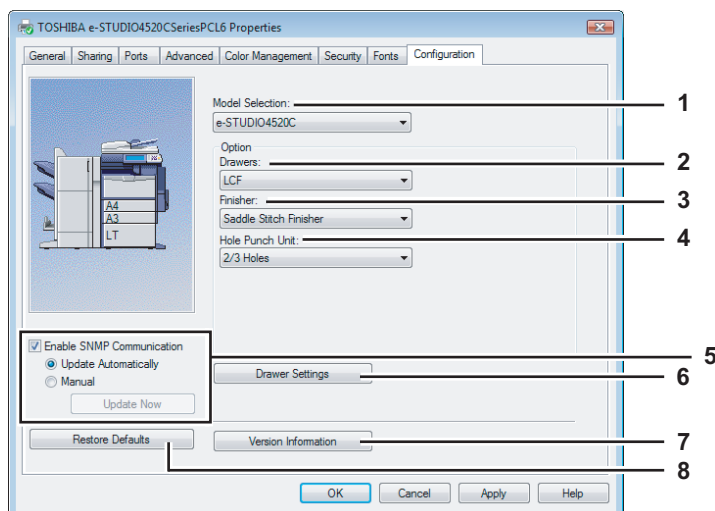 TOSHIBA e-STUDIO4520CSeriesPCL6 Properties
General Sharing Ports Advanced Color Management Security Fonts Configuration
Model Selection:
1
e-STUDIO4520C
Option
Drawers:
2
LCF
Finisher:
3
Saddle Stitch Finisher
Hole Punch Unit:
4
2/3 Holes
A4
A3
LT
Enable SNMP Communication
5
Update Automatically
Manual
Update Now
Drawer Settings
6
Restore Defaults
Version Information
7
8
OK Cancel Apply Help